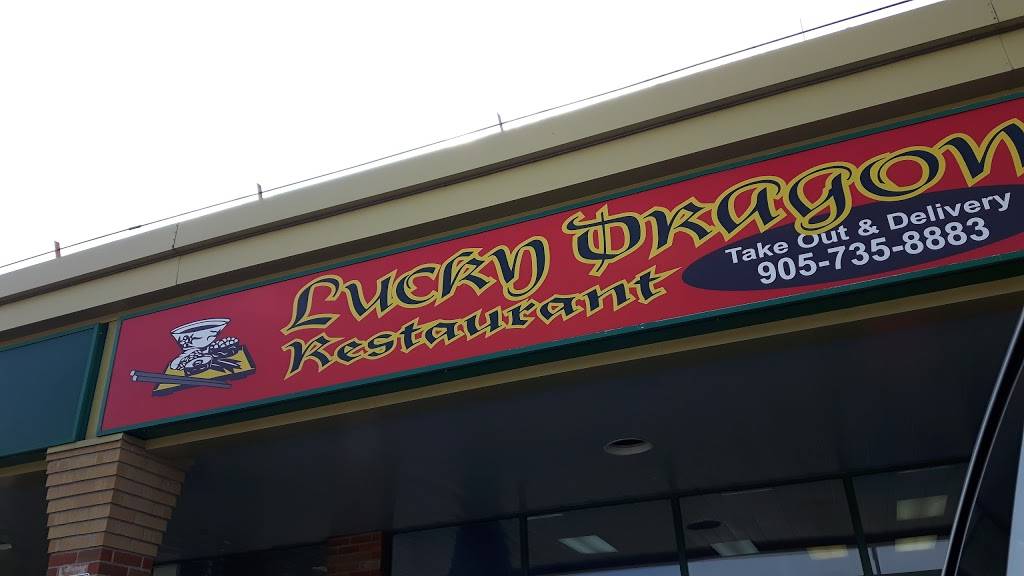 Lucky Dragon
Restaurant
Take Out & Delivery
905-735-8883